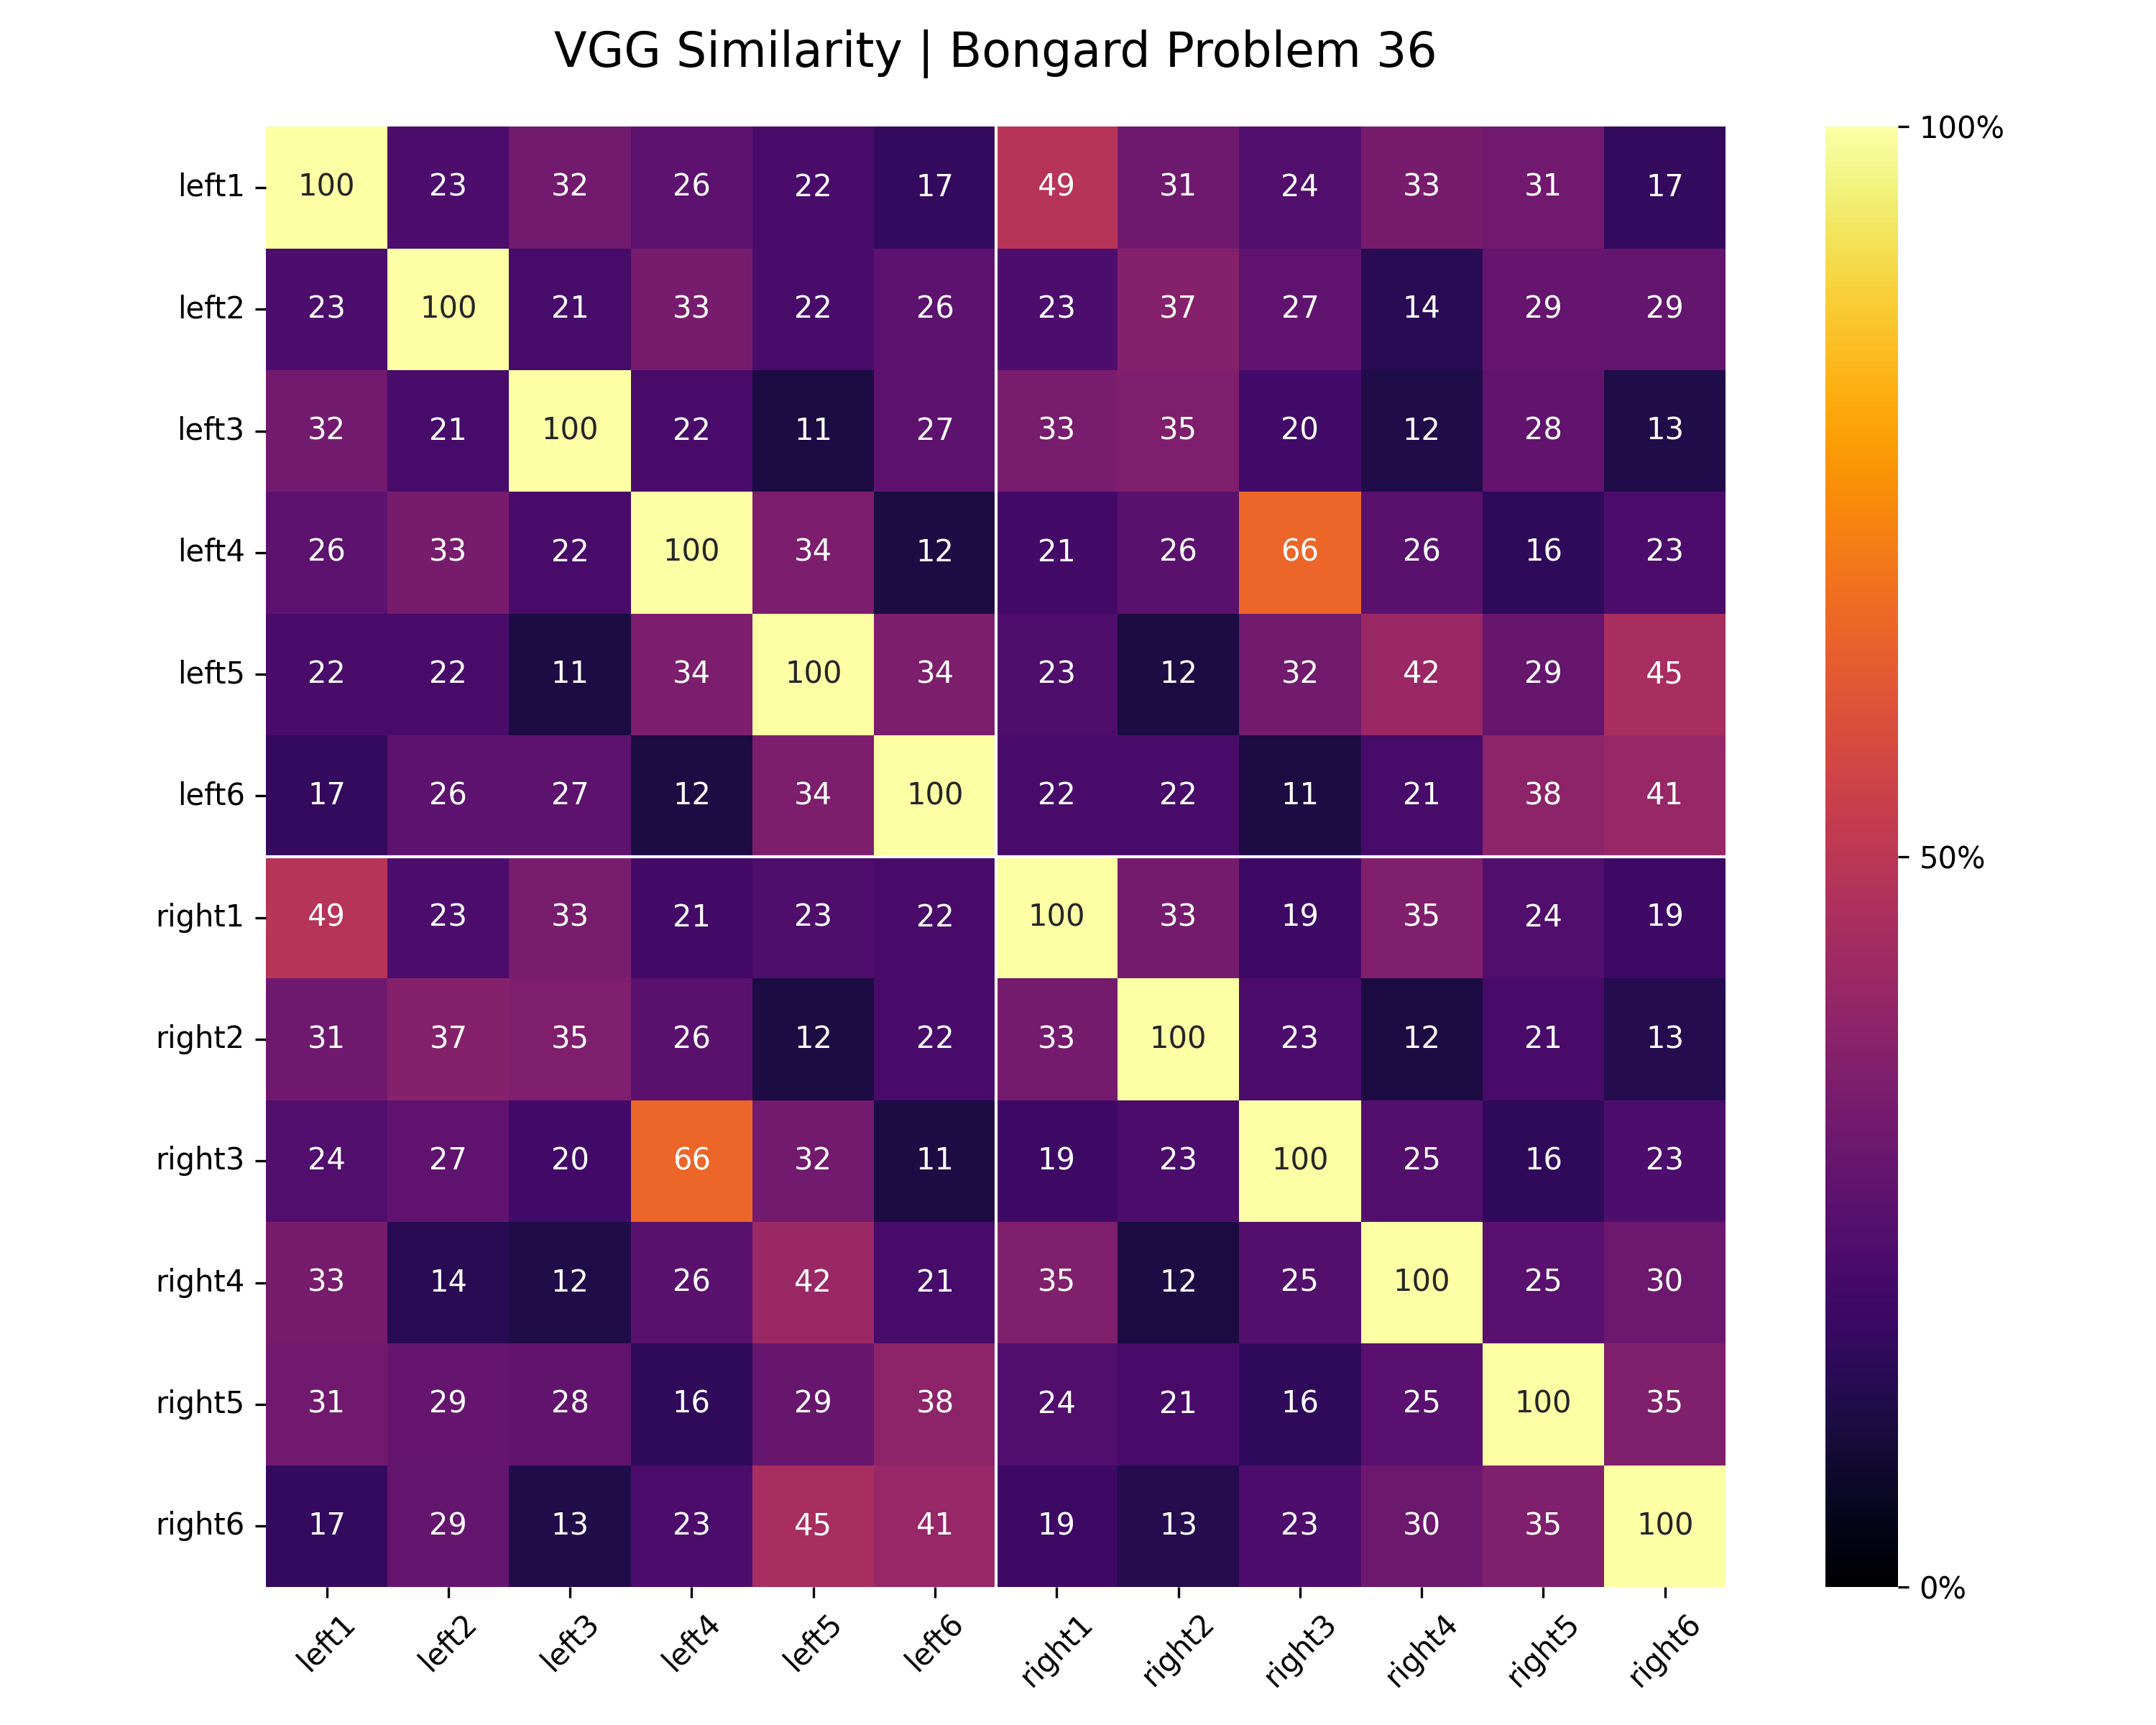 VGG Similarity | Bongard Problem 36
left1 100 23 32 26 22 17 49 31 24 33 31 17
left2 23 100 21 33 22 26 23 37 27 14 29 29
left3 32 21 100 22 11 27 33 35 20 12 28 13
left4 26 33 22 100 34 12 21 26 66 26 16 23
left5 22 22 11 34 100 34 23 12 32 42 29 45
left6 17 26 27 12 34 100 22 22 11 21 38 41
right1 49 23 33 21 23 22 100 33 19 35 24 19
right2 31 37 35 26 12 22 33 100 23 12 21 13
right3 24 27 20 66 32 11 19 23 100 25 16 23
right4 33 14 12 26 42 21 35 12 25 100 25 30
right5 31 29 28 16 29 38 24 21 16 25 100 35
right6 17 29 13 23 45 41 19 13 23 30 35 100
left1 left2 left3 left4 left5 left6 right1 right2 right3 right4 right5 right6
100%
50%
0%